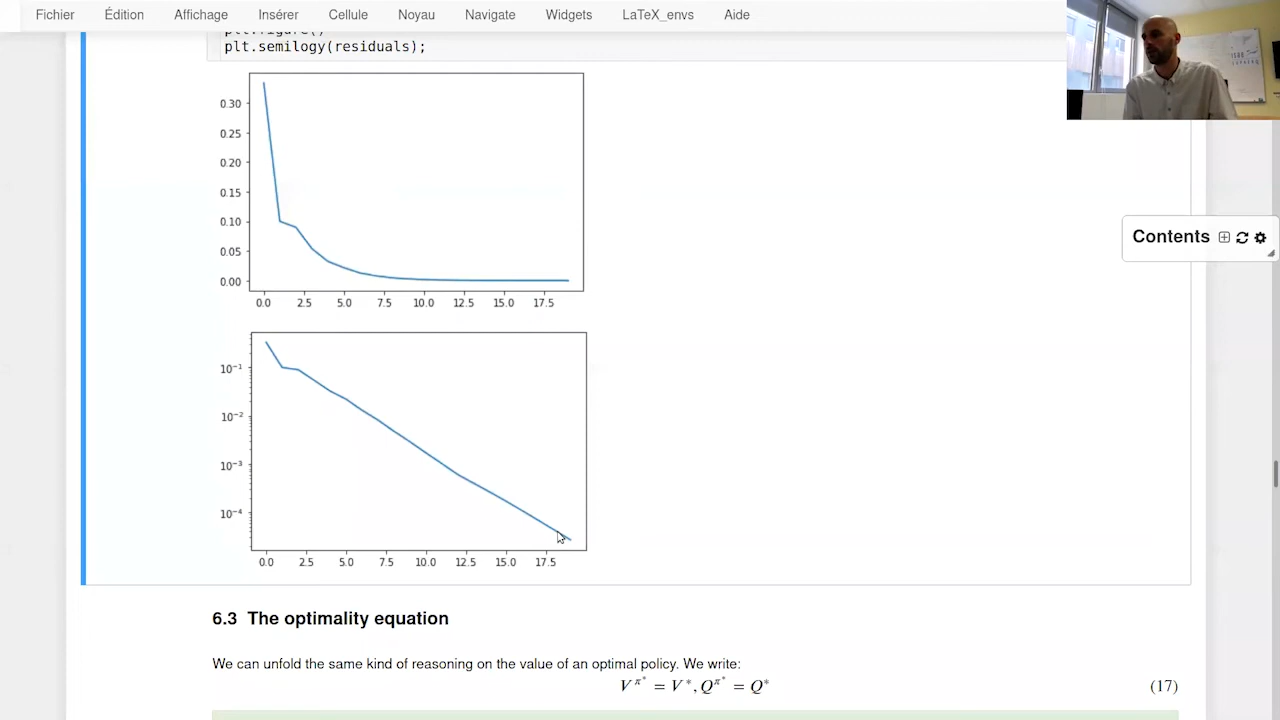 Fichier Édition Affichage Insérer Cellule Noyau Navigate Widgets LaTeX_envs Aide
plt.figure()
plt.semilogy(residuals);
0.30
0.25
0.20
0.15
0.10
0.05
0.00
0.0 2.5 5.0 7.5 10.0 12.5 15.0 17.5
Contents
10⁻¹
10⁻²
10⁻³
10⁻⁴
0.0 2.5 5.0 7.5 10.0 12.5 15.0 17.5
6.3 The optimality equation
We can unfold the same kind of reasoning on the value of an optimal policy. We write:
V^{π*} = V*, Q^{π*} = Q* (17)